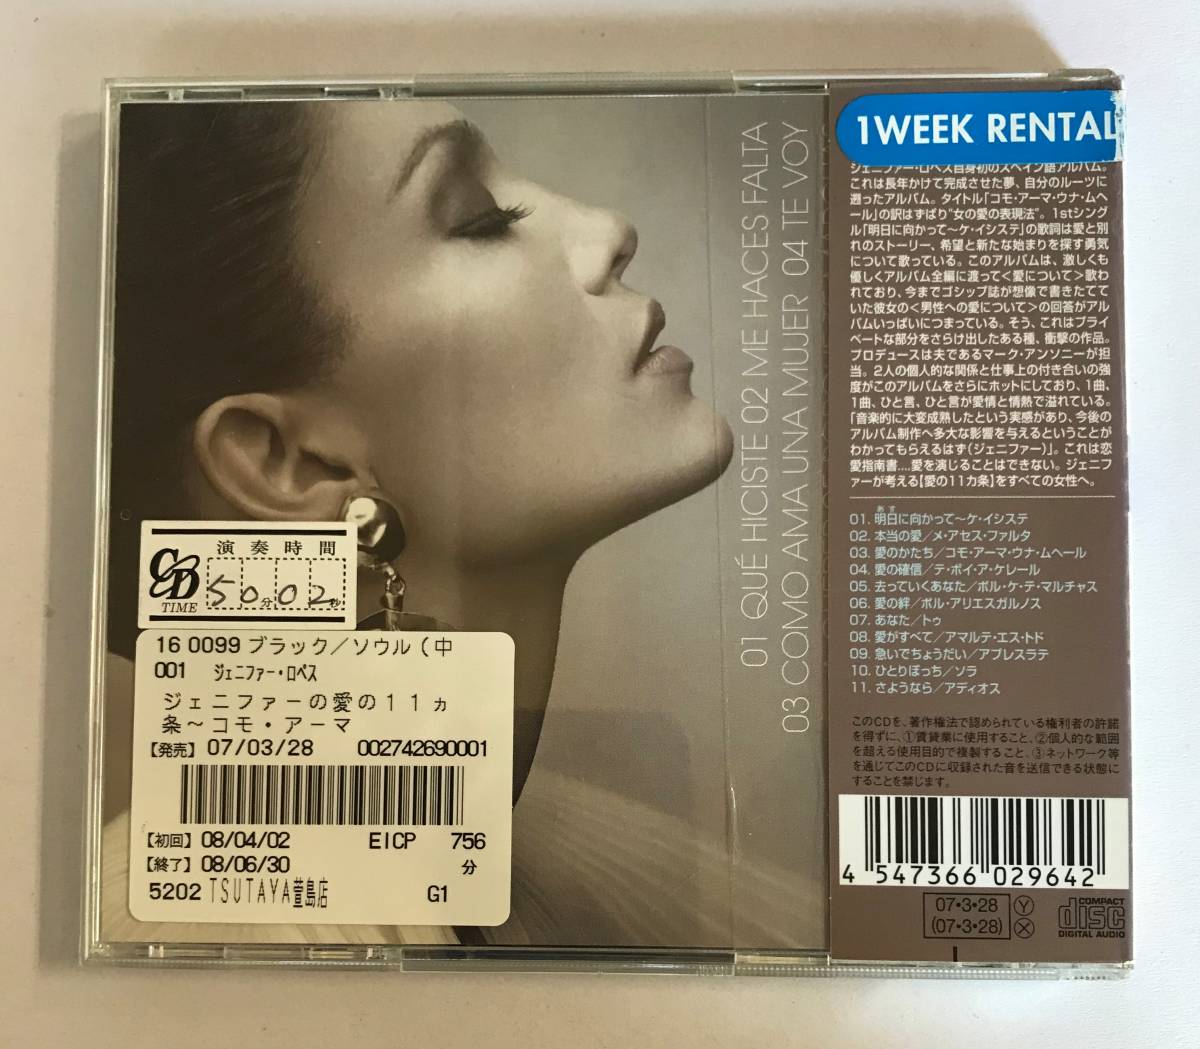 1WEEK RENTAL
ジェニファー・ロペス自身初のスペイン語アルバム。
これは長年かけて完成させた夢、自分のルーツに
遡ったアルバム。タイトル「コモ・アーマ・ウナ・ムヘ
ール」の訳はずばり“女の愛の表現法”。1stシング
ル「明日に向かって〜ケ・イシステ」の歌詞は愛と別
れのストーリー、希望と新たな始まりを探す勇気
について歌っている。このアルバムは、激しくも
優しくアルバム全編に渡って<愛について>歌わ
れており、今までゴシップ誌が想像で書きたてて
いた彼女の<男性への愛について>の回答がアル
バムいっぱいにつまっている。そう、これはプライ
ベートな部分をさらけ出したある種、衝撃の作品。
プロデュースは夫であるマーク・アンソニーが担
当。2人の個人的な関係と仕事上の付き合いの強
度がこのアルバムをさらにホットにしており、1曲、
1曲、ひと言、ひと言が愛情と情熱で溢れている。
「音楽的に大変成熟したという実感があり、今後の
アルバム制作へ多大な影響を与えるということが
わかってもらえるはず(ジェニファー)」。これは恋
愛指南書....愛を演じることはできない。ジェニフ
ァーが考える【愛の11カ条】をすべての女性へ。
あす
01. 明日に向かって〜ケ・イシステ
02. 本当の愛/メ・アセス・ファルタ
03. 愛のかたち/コモ・アーマ・ウナ・ムヘール
04. 愛の確信/テ・ボイ・ア・ケレール
05. 去っていくあなた/ポル・ケ・テ・マルチャス
06. 愛の絆/ポル・アリエスガルノス
07. あなた/トゥ
08. 愛がすべて/アマルテ・エス・トド
09. 急いでちょうだい/アプレスラテ
10. ひとりぼっち/ソラ
11. さようなら/アディオス
このCDを、著作権法で認められている権利者の許諾
を得ずに、①賃貸業に使用すること、②個人的な範囲
を超える使用目的で複製すること、③ネットワーク等
を通じてこのCDに収録された音を送信できる状態に
することを禁じます。
4 547366 029642
07・3・28 Y
(07・3・28) X
COMPACT
disc
DIGITAL AUDIO
01 QUÉ HICISTE 02 ME HACES FALTA
03 COMO AMA UNA MUJER 04 TE VOY
演奏時間
CD
TIME
50分02秒
16 0099 ブラック/ソウル(中
001 ジェニファー・ロペス
ジェニファーの愛の11ヵ
条〜コモ・アーマ
【発売】07/03/28 002742690001
【初回】08/04/02 EICP 756
【終了】08/06/30 分
5202 TSUTAYA萱島店 G1